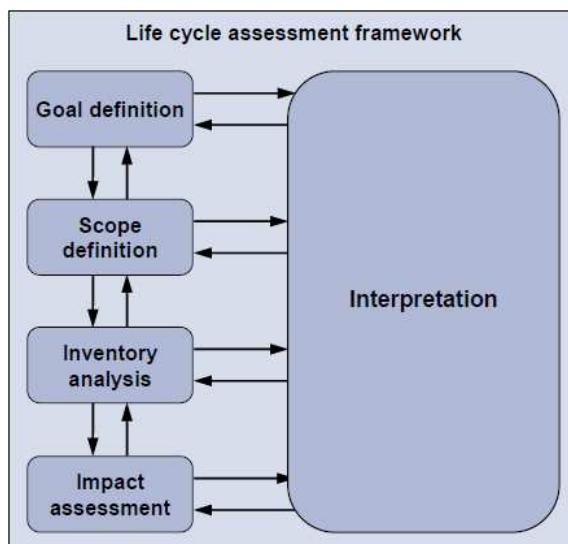 Life cycle assessment framework
Goal definition
Scope
definition
Interpretation
Inventory
analysis
Impact
assessment